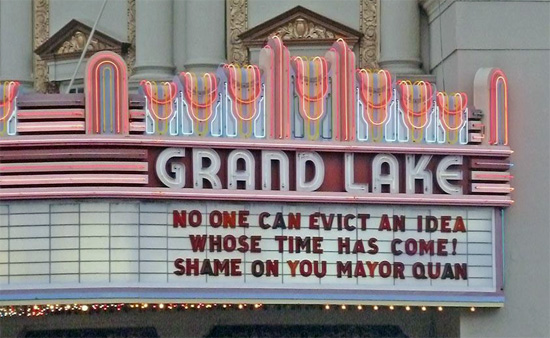 GRAND LAKE
NO ONE CAN EVICT AN IDEA
WHOSE TIME HAS COME!
SHAME ON YOU MAYOR QUAN